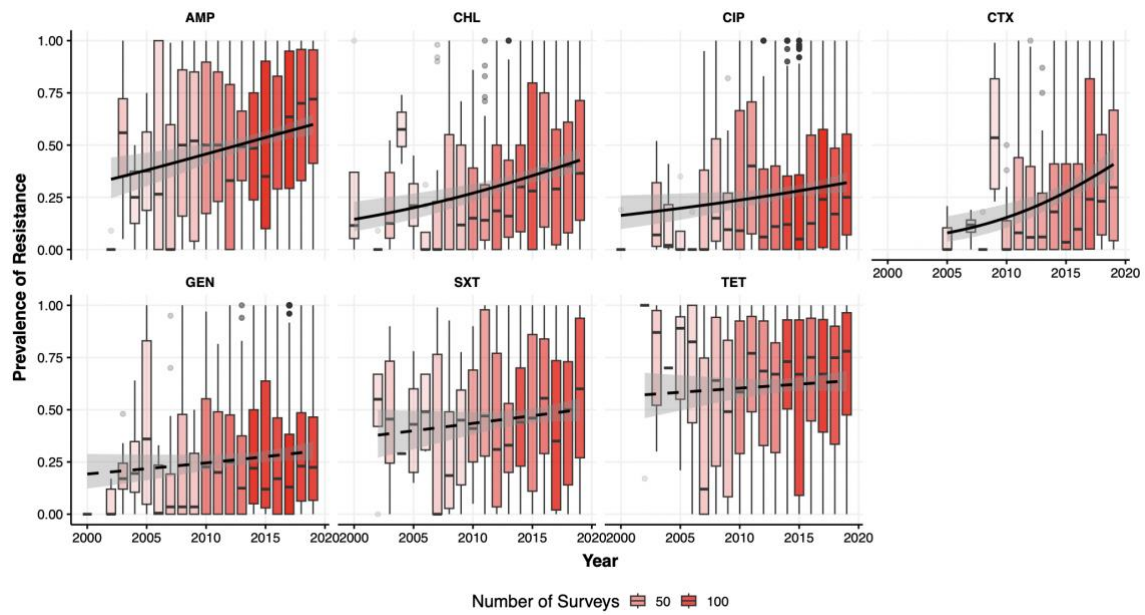 AMP CHL CIP CTX
1.00
0.75
0.50
0.25
0.00
2000 2005 2010 2015 2020
GEN SXT TET
1.00
0.75
0.50
0.25
0.00
2000 2005 2010 2015 2020 2000 2005 2010 2015 2020 2000 2005 2010 2015 2020
Prevalence of Resistance
Year
Number of Surveys 50 100